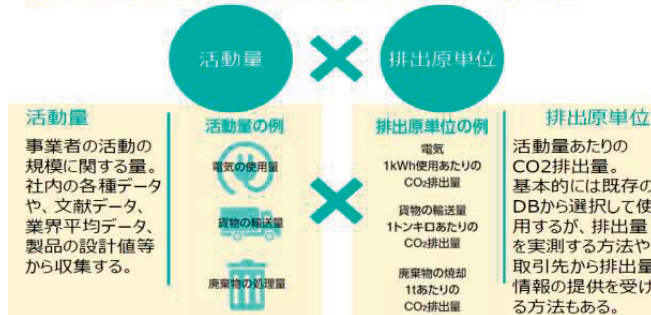 活動量
排出原単位
活動量
事業者の活動の
規模に関する量。
社内の各種データ
や、文献データ、
業界平均データ、
製品の設計値等
から収集する。
活動量の例
電気の使用量
貨物の輸送量
廃棄物の処理量
排出原単位の例
電気
1kWh使用あたりの
CO₂排出量
貨物の輸送量
1トンキロあたりの
CO₂排出量
廃棄物の焼却
1tあたりの
CO₂排出量
排出原単位
活動量あたりの
CO2排出量。
基本的には既存の
DBから選択して使
用するが、排出量
を実測する方法や
取引先から排出量
情報の提供を受け
る方法もある。